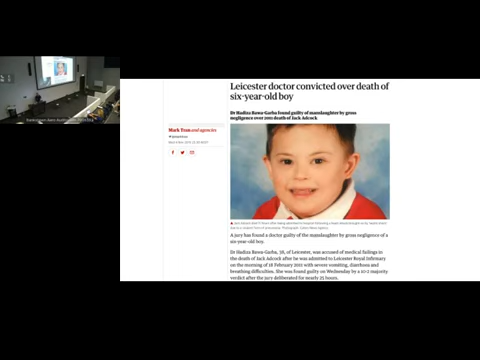 Leicester doctor convicted over death of
six-year-old boy
Dr Hadiza Bawa-Garba found guilty of manslaughter by gross
negligence over 2011 death of Jack Adcock
Mark Tran and agencies
A jury has found a doctor guilty of the manslaughter by gross negligence of a
six-year-old boy.
Dr Hadiza Bawa-Garba, 38, of Leicester, was accused of medical failings in
the death of Jack Adcock after he was admitted to Leicester Royal Infirmary
on the morning of 18 February 2011 with severe vomiting, diarrhoea and
breathing difficulties. She was found guilty on Wednesday by a 10-2 majority
verdict after the jury deliberated for nearly 25 hours.